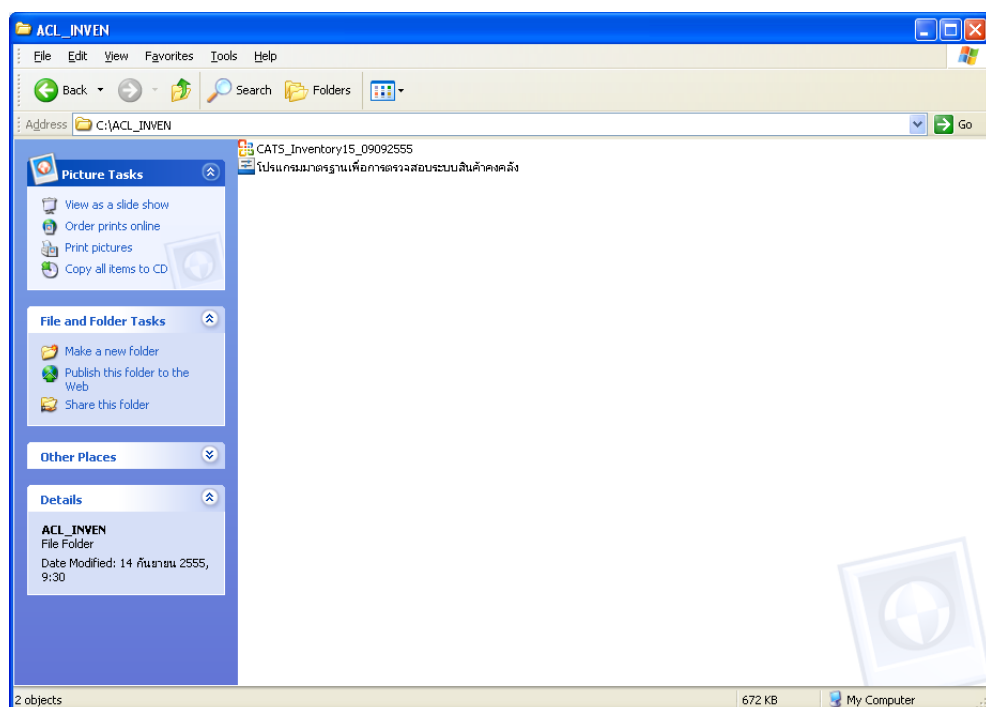 ACL_INVEN
File Edit View Favorites Tools Help
Back Search Folders
Address C:\ACL_INVEN Go
Picture Tasks
View as a slide show
Order prints online
Print pictures
Copy all items to CD
File and Folder Tasks
Make a new folder
Publish this folder to the
Web
Share this folder
Other Places
Details
ACL_INVEN
File Folder
Date Modified: 14 กันยายน 2555,
9:30
CATS_Inventory15_09092555
โปรแกรมมาตรฐานเพื่อการตรวจสอบระบบสินค้าคงคลัง
2 objects 672 KB My Computer